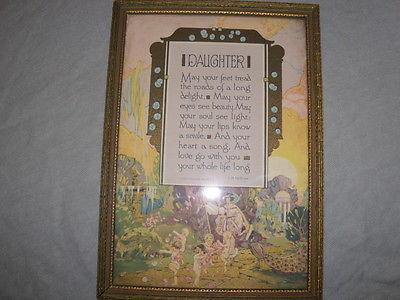 DAUGHTER
May your feet tread
the roads of a long
delight; May your
eyes see beauty, May
your soul see light;
May your lips know
a smile, And your
heart a song, And
love go with you
your whole life long